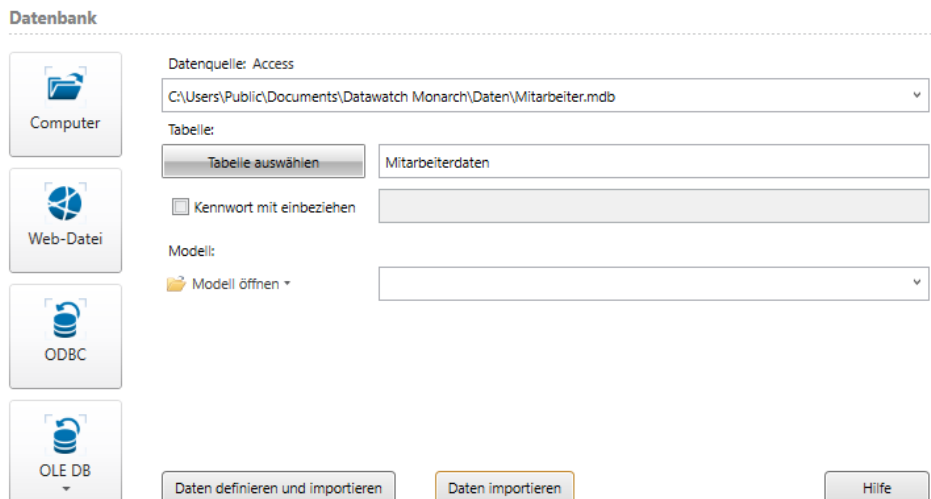 Datenbank
Computer
Web-Datei
ODBC
OLE DB
Datenquelle: Access
C:\Users\Public\Documents\Datawatch Monarch\Daten\Mitarbeiter.mdb
Tabelle:
Tabelle auswählen Mitarbeiterdaten
Kennwort mit einbeziehen
Modell:
Modell öffnen
Daten definieren und importieren Daten importieren Hilfe